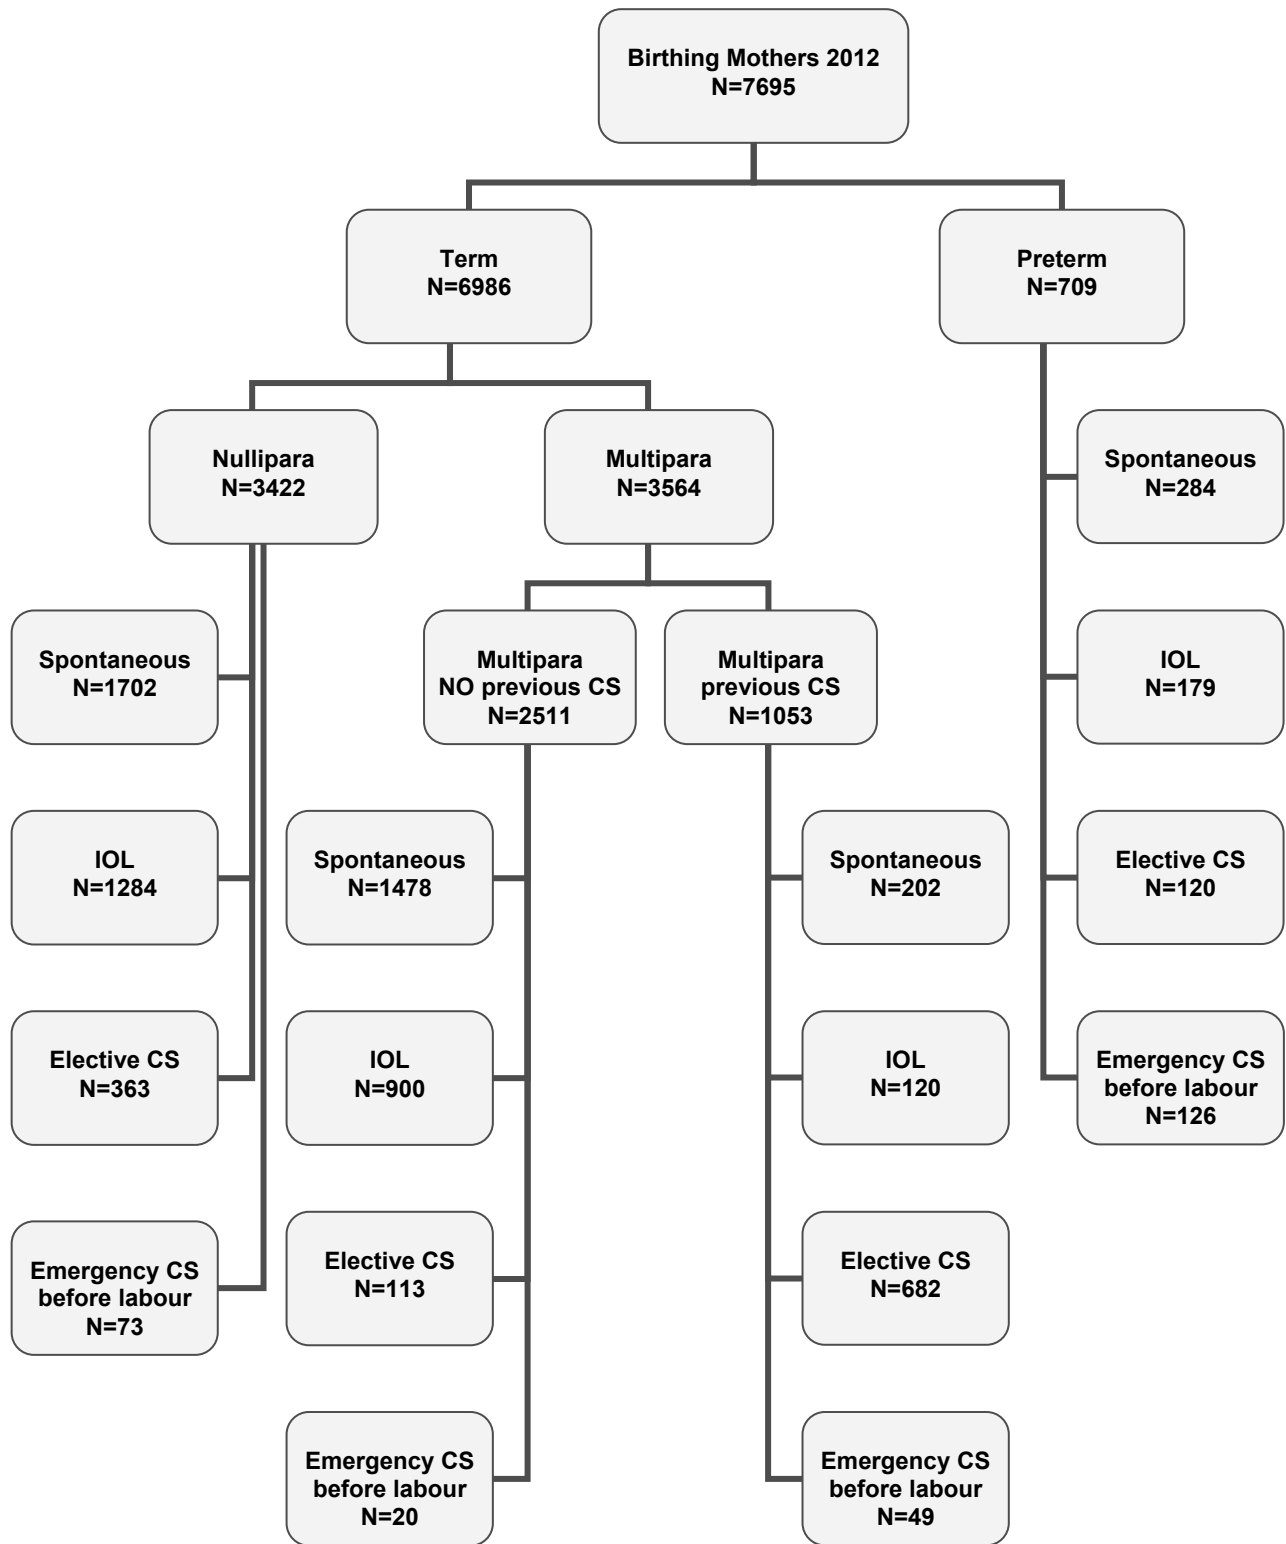 Birthing Mothers 2012
N=7695
Term
N=6986
Preterm
N=709
Nullipara
N=3422
Multipara
N=3564
Spontaneous
N=284
Spontaneous
N=1702
Multipara
NO previous CS
N=2511
Multipara
previous CS
N=1053
IOL
N=179
IOL
N=1284
Spontaneous
N=1478
Spontaneous
N=202
Elective CS
N=120
Elective CS
N=363
IOL
N=900
IOL
N=120
Emergency CS
before labour
N=126
Emergency CS
before labour
N=73
Elective CS
N=113
Elective CS
N=682
Emergency CS
before labour
N=20
Emergency CS
before labour
N=49